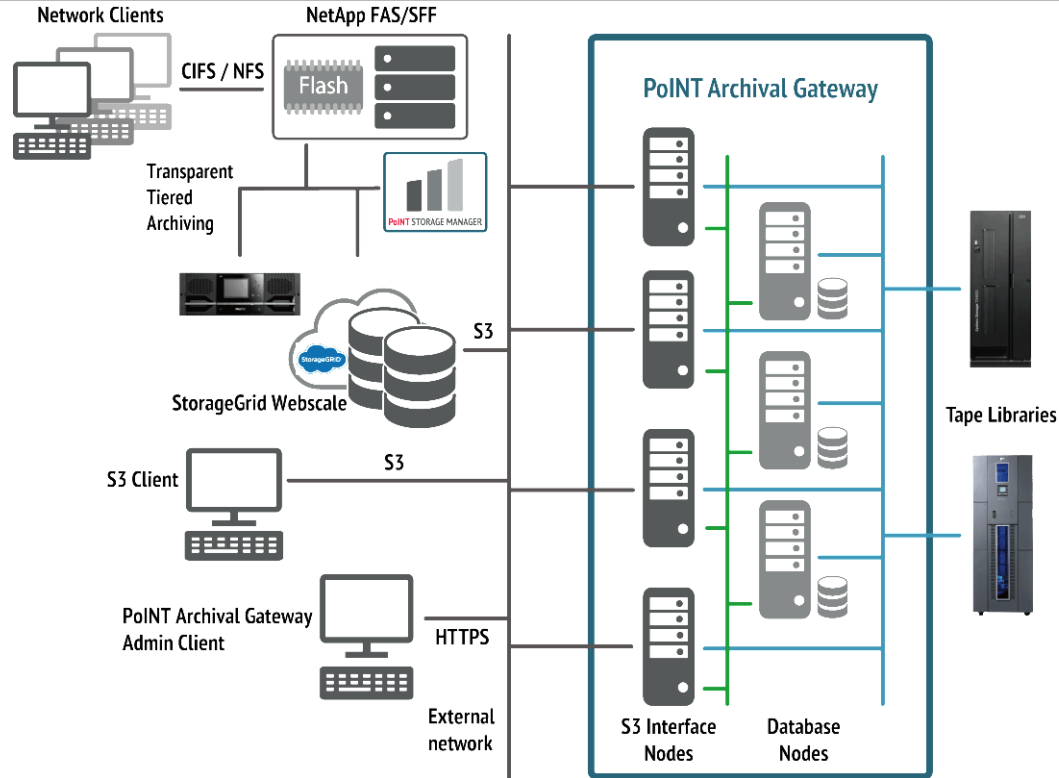 Network Clients
NetApp FAS/SFF
CIFS / NFS
Flash
PoINT Archival Gateway
Transparent
Tiered
Archiving
PoINT STORAGE MANAGER
S3
StorageGRID
StorageGrid Webscale
Tape Libraries
S3 Client
S3
PoINT Archival Gateway
Admin Client
HTTPS
External
network
S3 Interface
Nodes
Database
Nodes